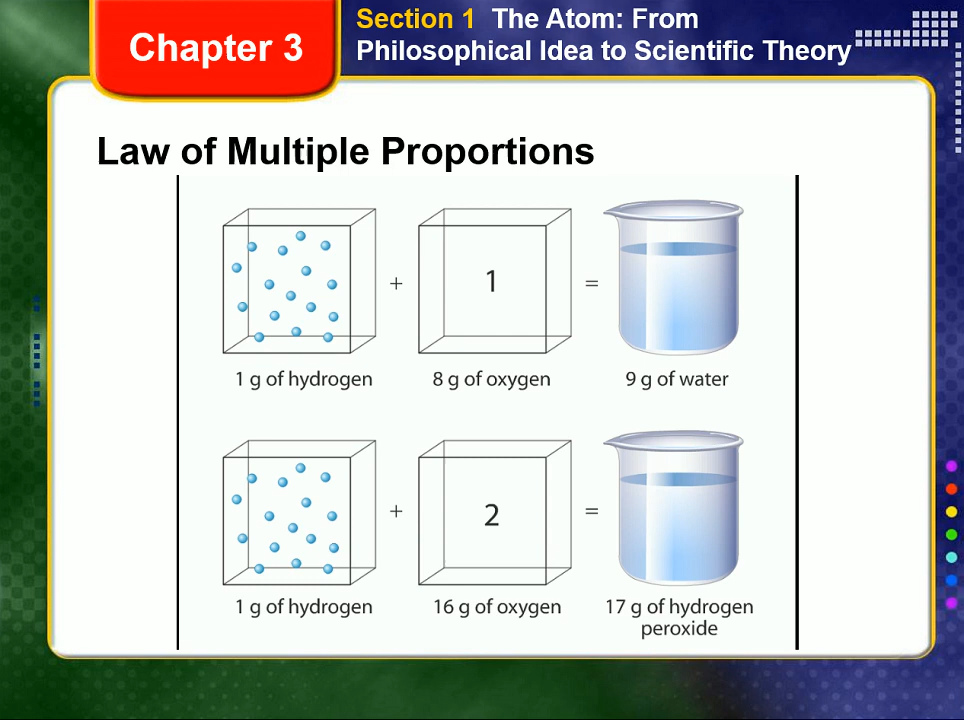 Chapter 3
Section 1 The Atom: From
Philosophical Idea to Scientific Theory
Law of Multiple Proportions
+
1
=
1 g of hydrogen
8 g of oxygen
9 g of water
+
2
=
1 g of hydrogen
16 g of oxygen
17 g of hydrogen
peroxide